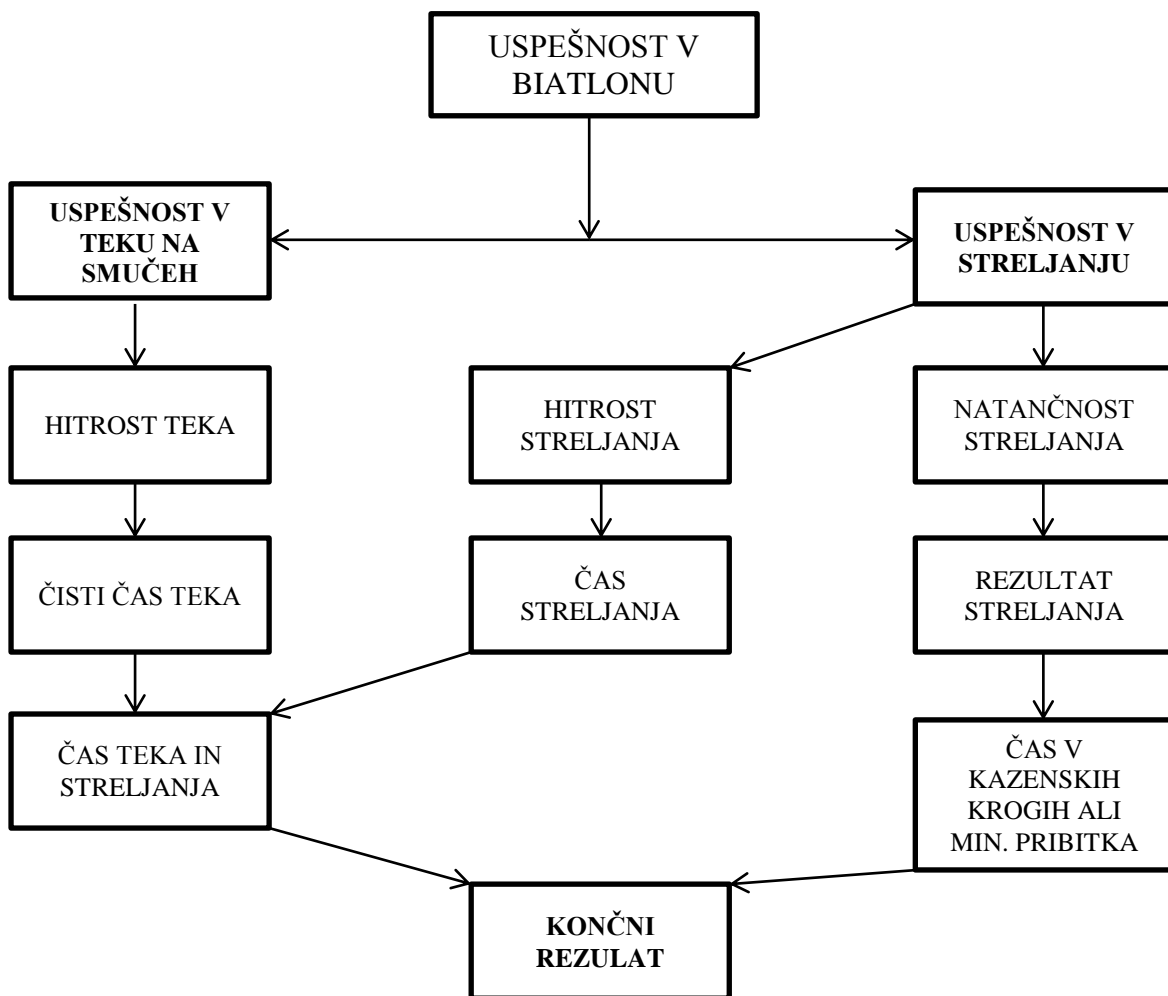 USPEŠNOST V
BIATLONU
USPEŠNOST V
TEKU NA
SMUČEH
USPEŠNOST V
STRELJANJU
HITROST TEKA
HITROST
STRELJANJA
NATANČNOST
STRELJANJA
ČISTI ČAS TEKA
ČAS
STRELJANJA
REZULTAT
STRELJANJA
ČAS TEKA IN
STRELJANJA
ČAS V
KAZENSKIH
KROGIH ALI
MIN. PRIBITKA
KONČNI
REZULAT